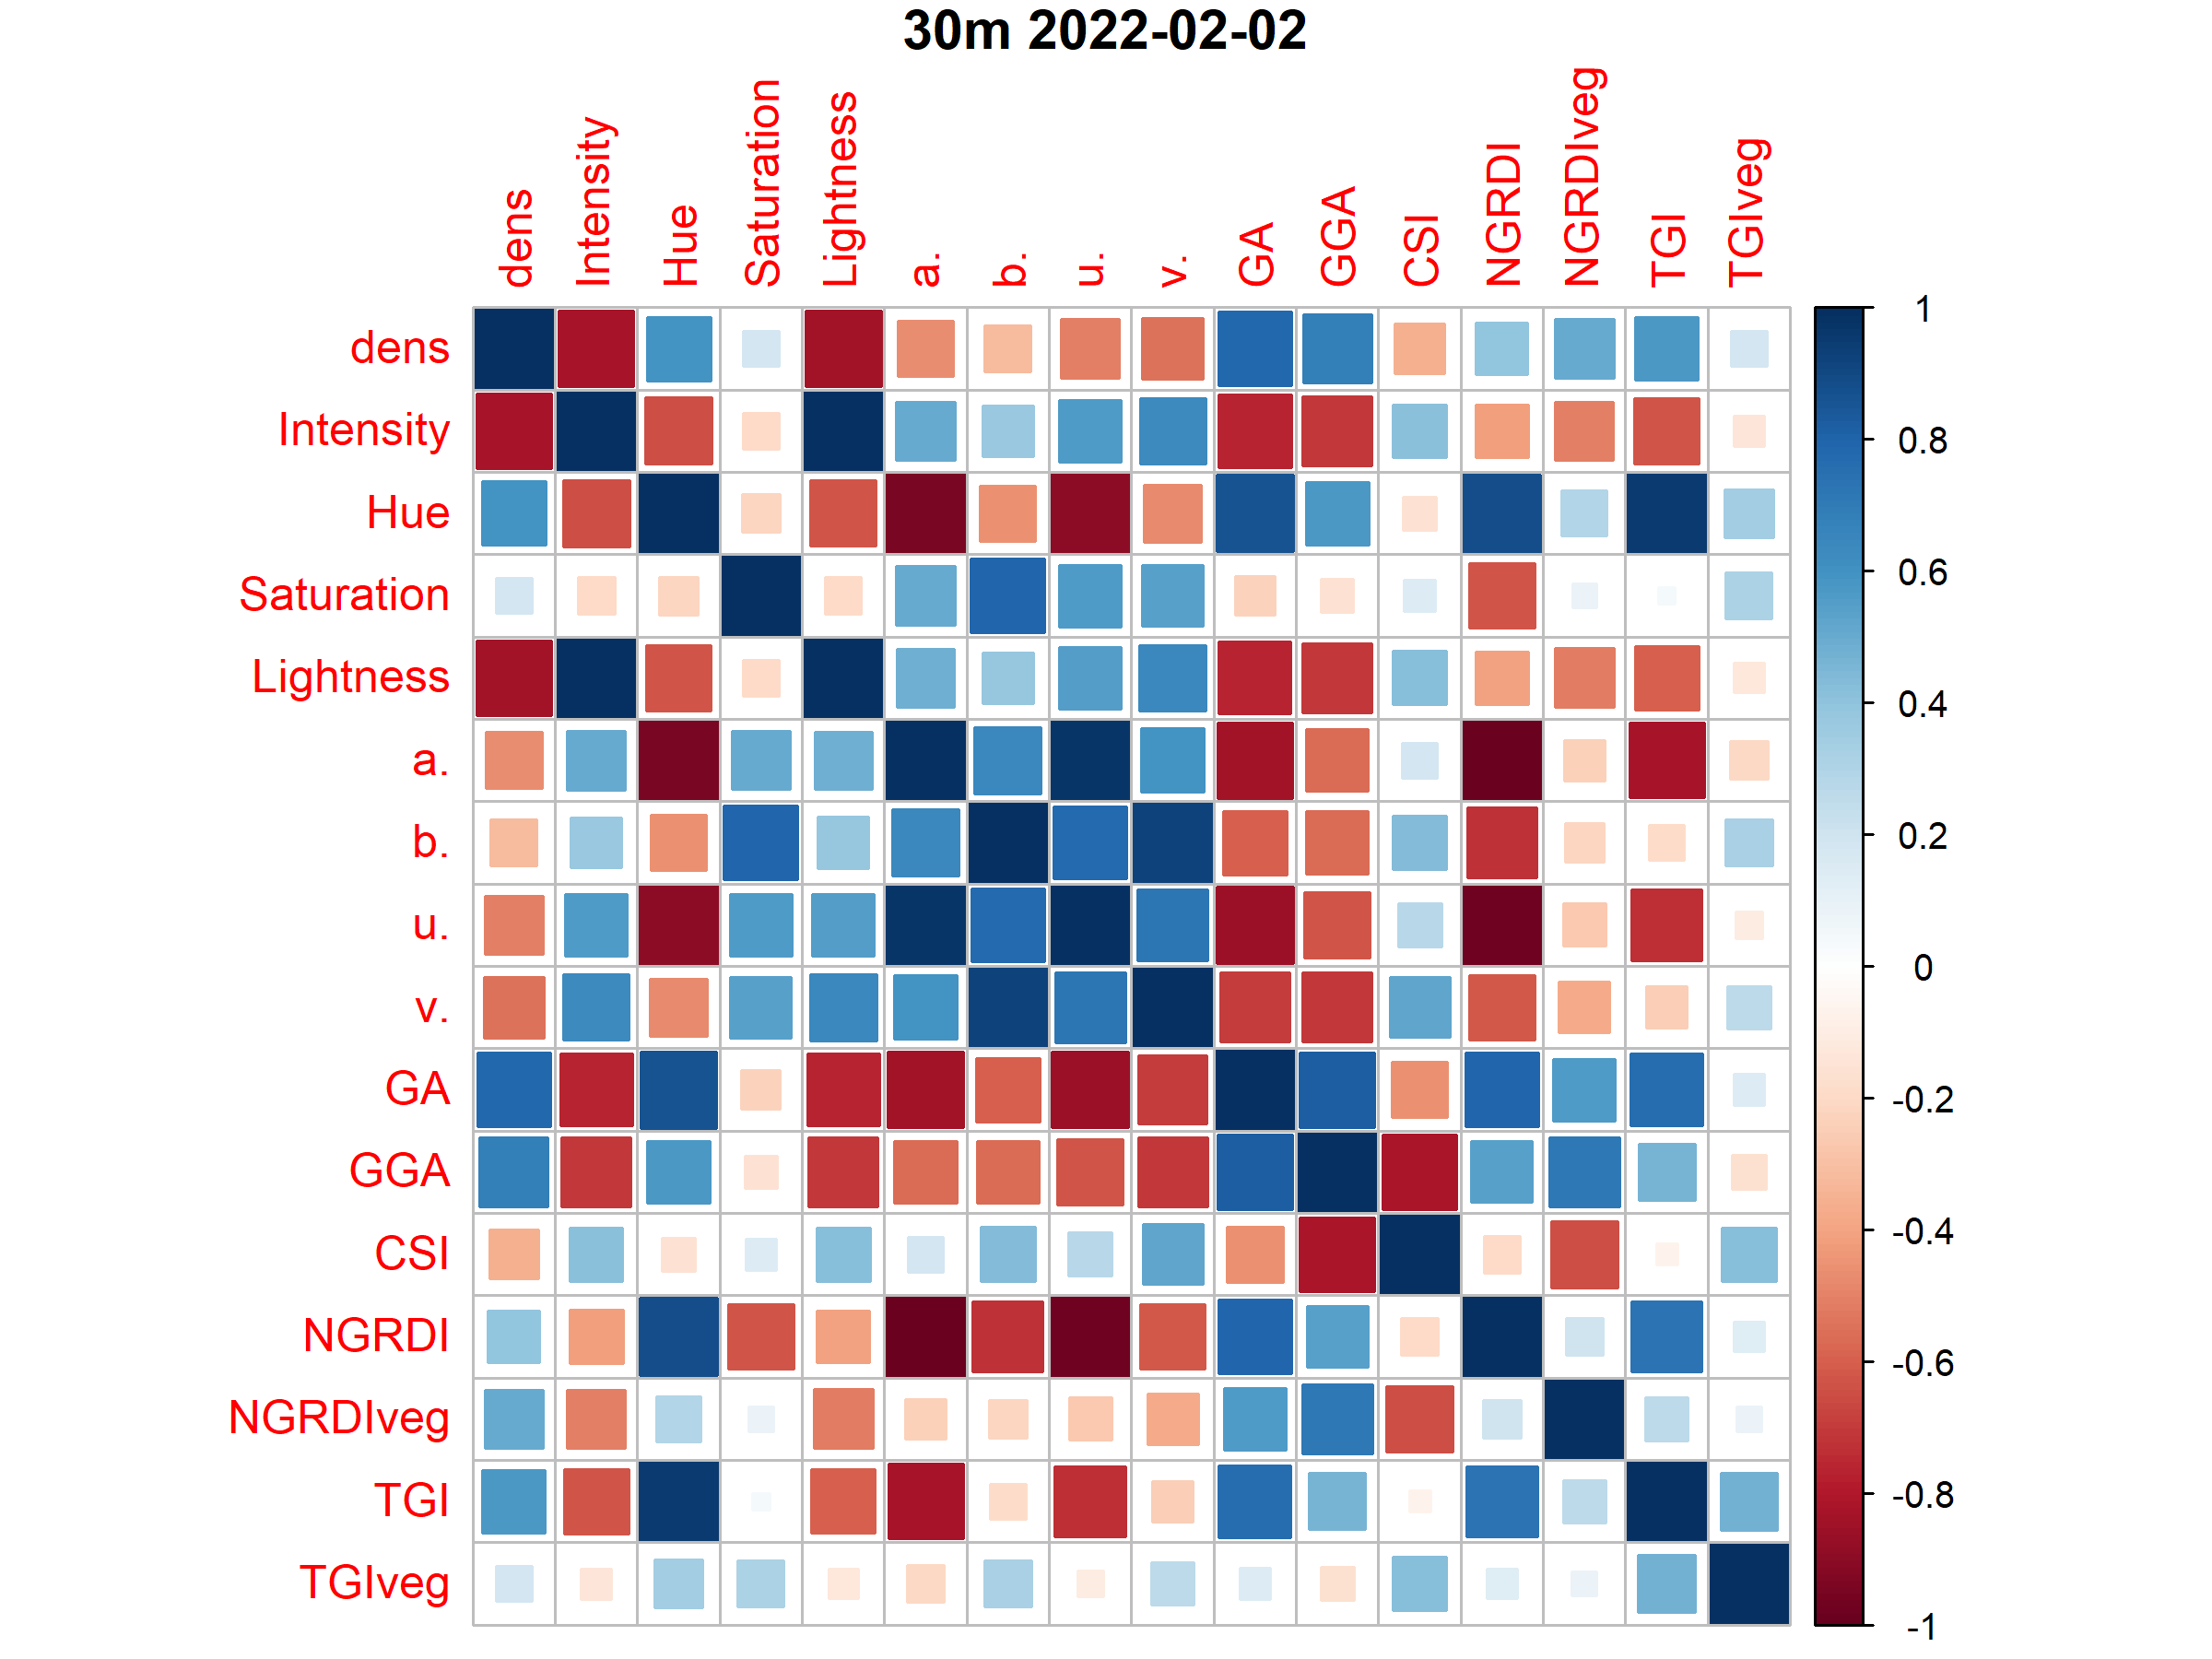 30m 2022-02-02
dens Intensity Hue Saturation Lightness a. b. u. v. GA GGA CSI NGRDI NGRDIveg TGI TGIveg
dens
Intensity
Hue
Saturation
Lightness
a.
b.
u.
v.
GA
GGA
CSI
NGRDI
NGRDIveg
TGI
TGIveg
1
0.8
0.6
0.4
0.2
0
-0.2
-0.4
-0.6
-0.8
-1